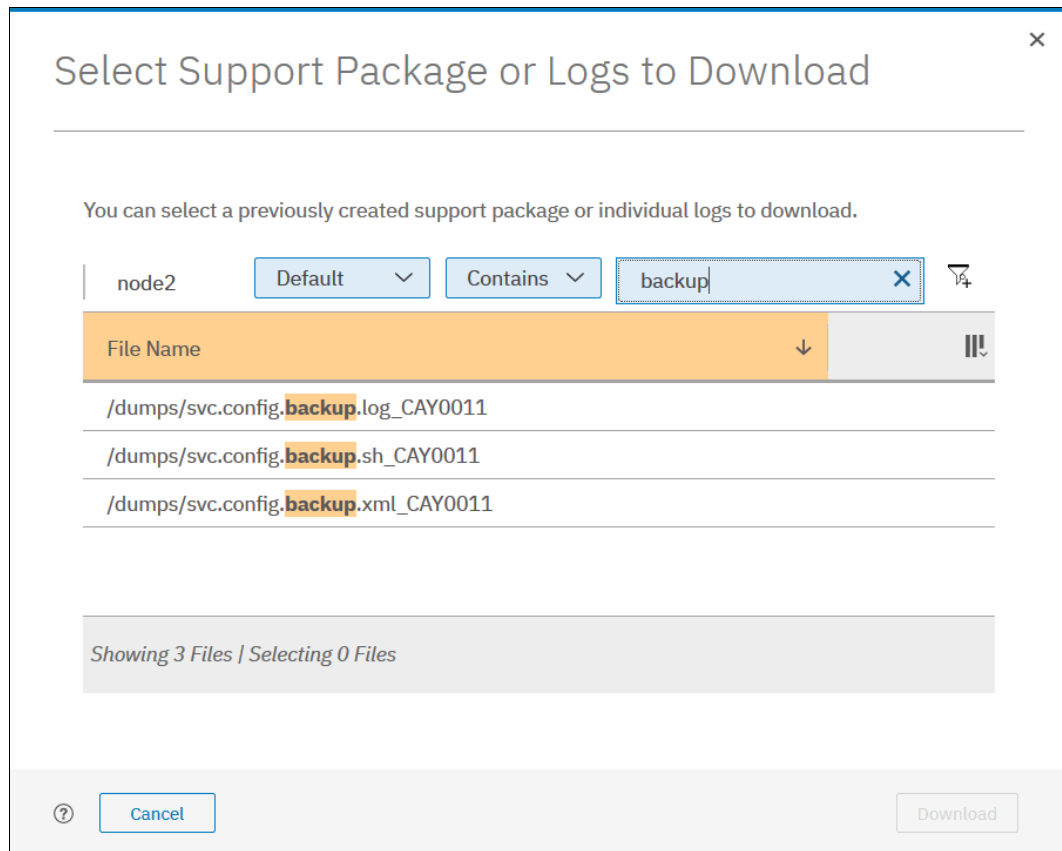 Select Support Package or Logs to Download
You can select a previously created support package or individual logs to download.
node2 Default Contains backup
File Name
/dumps/svc.config.backup.log_CAY0011
/dumps/svc.config.backup.sh_CAY0011
/dumps/svc.config.backup.xml_CAY0011
Showing 3 Files | Selecting 0 Files
? Cancel Download